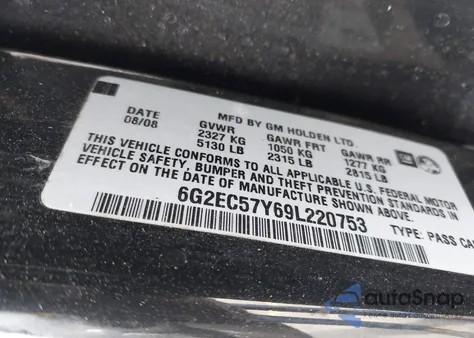 MFD BY GM HOLDEN LTD.
DATE GVWR GAWR FRT GAWR RR
08/08 2327 KG 1050 KG 1277 KG
5130 LB 2315 LB 2815 LB
THIS VEHICLE CONFORMS TO ALL APPLICABLE U.S. FEDERAL MOTOR
VEHICLE SAFETY, BUMPER AND THEFT PREVENTION STANDARDS IN
EFFECT ON THE DATE OF MANUFACTURE SHOWN ABOVE.
6G2EC57Y69L220753 TYPE: PASS CA
GM
autoSnap